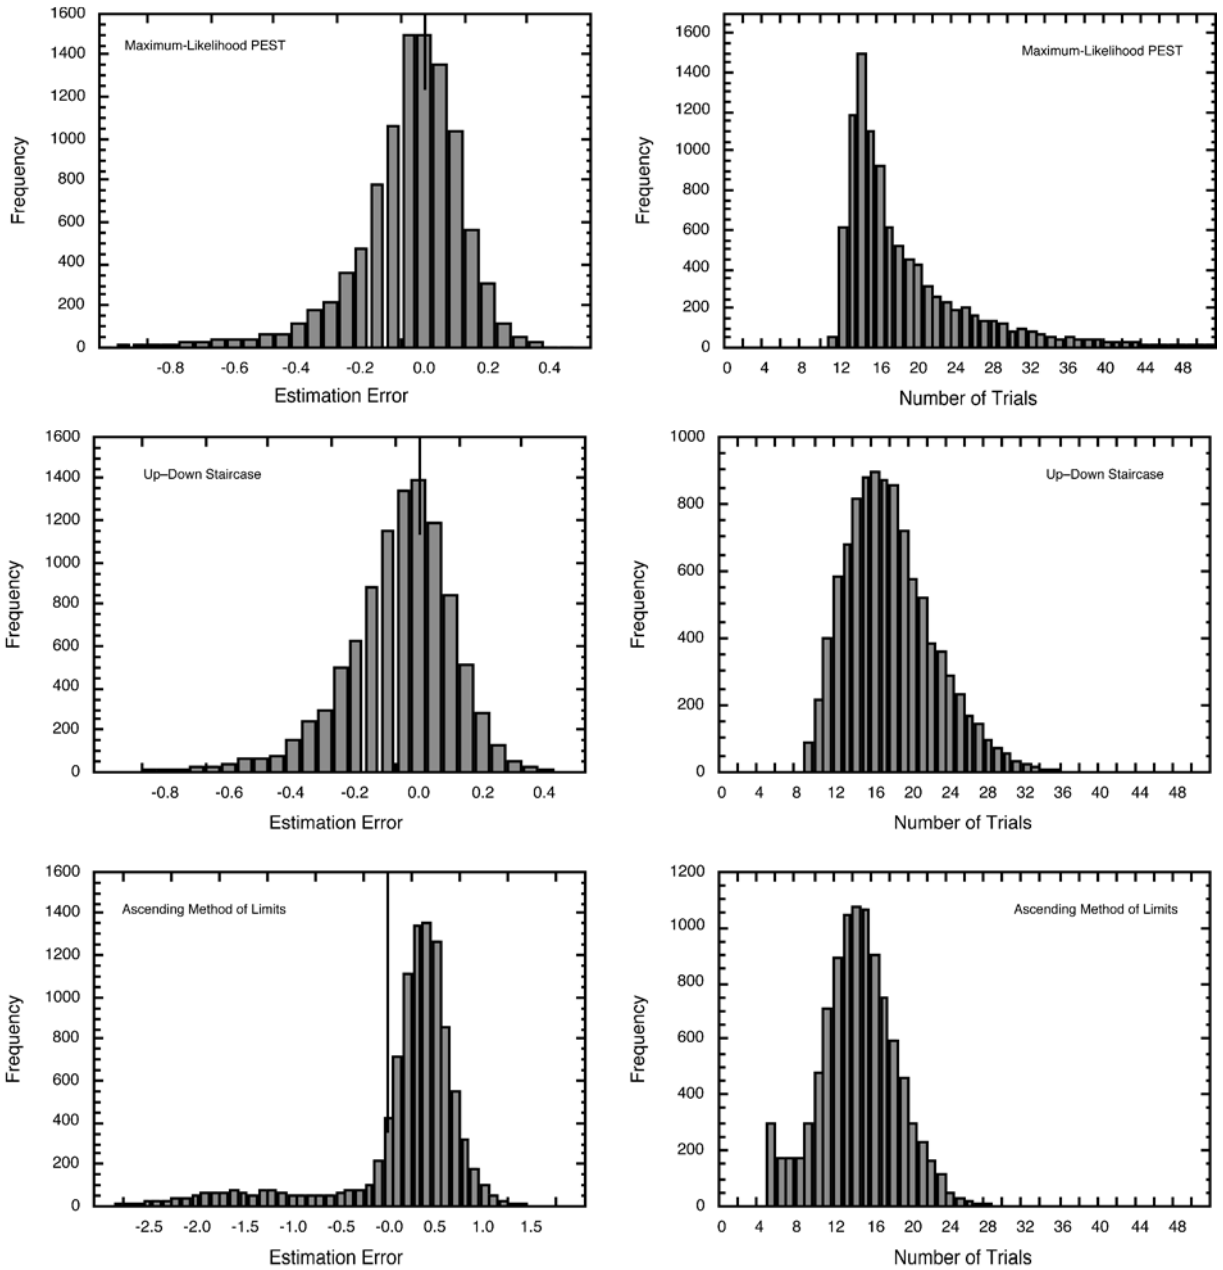 Maximum-Likelihood PEST
Frequency
1600
1400
1200
1000
800
600
400
200
0
-0.8 -0.6 -0.4 -0.2 0.0 0.2 0.4
Estimation Error
Maximum-Likelihood PEST
Frequency
1600
1400
1200
1000
800
600
400
200
0
0 4 8 12 16 20 24 28 32 36 40 44 48
Number of Trials
Up–Down Staircase
Frequency
1600
1400
1200
1000
800
600
400
200
0
-0.8 -0.6 -0.4 -0.2 0.0 0.2 0.4
Estimation Error
Up–Down Staircase
Frequency
1000
800
600
400
200
0
0 4 8 12 16 20 24 28 32 36 40 44 48
Number of Trials
Ascending Method of Limits
Frequency
1600
1400
1200
1000
800
600
400
200
0
-2.5 -2.0 -1.5 -1.0 -0.5 -0.0 0.5 1.0 1.5
Estimation Error
Ascending Method of Limits
Frequency
1200
1000
800
600
400
200
0
0 4 8 12 16 20 24 28 32 36 40 44 48
Number of Trials